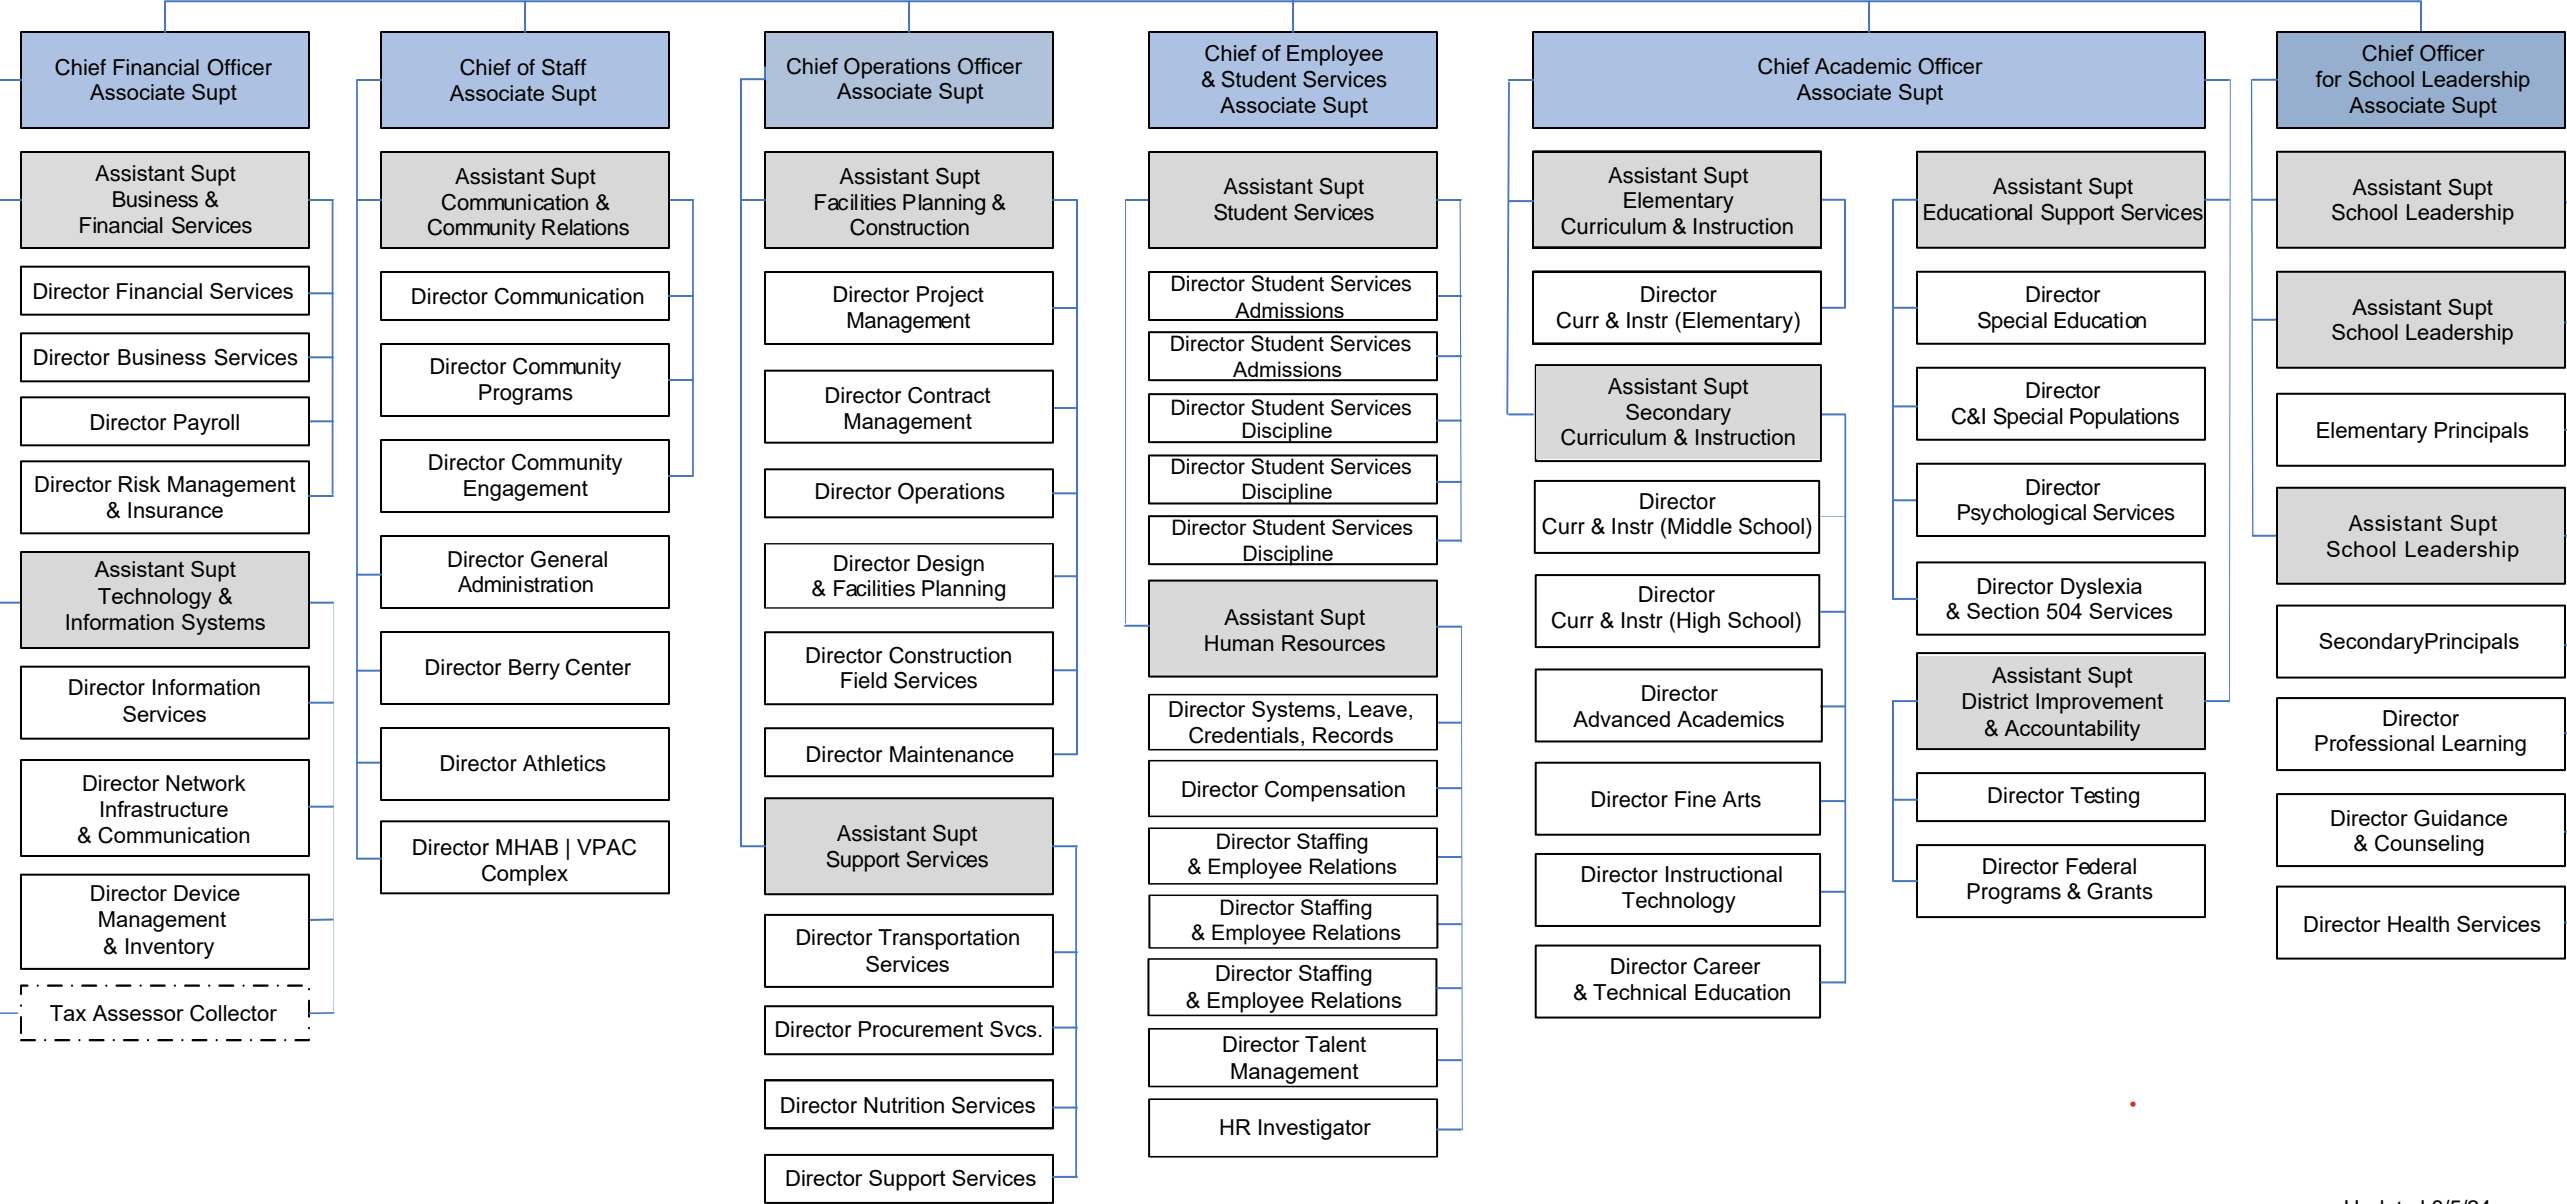 Chief Financial Officer
Associate Supt
Assistant Supt
Business &
Financial Services
Director Financial Services
Director Business Services
Director Payroll
Director Risk Management
& Insurance
Assistant Supt
Technology &
Information Systems
Director Information
Services
Director Network
Infrastructure
& Communication
Director Device
Management
& Inventory
Tax Assessor Collector
Chief of Staff
Associate Supt
Assistant Supt
Communication &
Community Relations
Director Communication
Director Community
Programs
Director Community
Engagement
Director General
Administration
Director Berry Center
Director Athletics
Director MHAB | VPAC
Complex
Chief Operations Officer
Associate Supt
Assistant Supt
Facilities Planning &
Construction
Director Project
Management
Director Contract
Management
Director Operations
Director Design
& Facilities Planning
Director Construction
Field Services
Director Maintenance
Assistant Supt
Support Services
Director Transportation
Services
Director Procurement Svcs.
Director Nutrition Services
Director Support Services
Chief of Employee
& Student Services
Associate Supt
Assistant Supt
Student Services
Director Student Services
Admissions
Director Student Services
Admissions
Director Student Services
Discipline
Director Student Services
Discipline
Director Student Services
Discipline
Assistant Supt
Human Resources
Director Systems, Leave,
Credentials, Records
Director Compensation
Director Staffing
& Employee Relations
Director Staffing
& Employee Relations
Director Staffing
& Employee Relations
Director Talent
Management
HR Investigator
Chief Academic Officer
Associate Supt
Assistant Supt
Elementary
Curriculum & Instruction
Director
Curr & Instr (Elementary)
Assistant Supt
Secondary
Curriculum & Instruction
Director
Curr & Instr (Middle School)
Director
Curr & Instr (High School)
Director
Advanced Academics
Director Fine Arts
Director Instructional
Technology
Director Career
& Technical Education
Assistant Supt
Educational Support Services
Director
Special Education
Director
C&I Special Populations
Director
Psychological Services
Director Dyslexia
& Section 504 Services
Assistant Supt
District Improvement
& Accountability
Director Testing
Director Federal
Programs & Grants
Chief Officer
for School Leadership
Associate Supt
Assistant Supt
School Leadership
Assistant Supt
School Leadership
Elementary Principals
Assistant Supt
School Leadership
SecondaryPrincipals
Director
Professional Learning
Director Guidance
& Counseling
Director Health Services